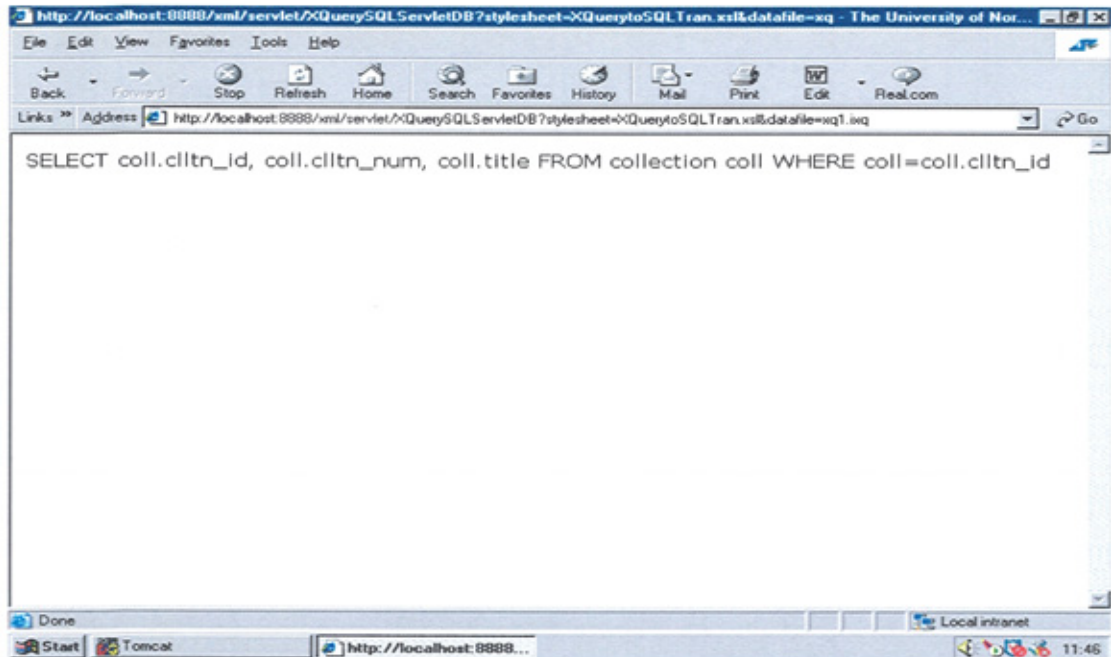 http://localhost:8888/xml/servlet/XQuerySQLServletDB?stylesheet=XQuerytoSQLTran.xsl&datafile=xq - The University of Nor...
File Edit View Favorites Tools Help
Back Forward Stop Refresh Home Search Favorites History Mail Print Edit Real.com
Links » Address http://localhost:8888/xml/servlet/XQuerySQLServletDB?stylesheet=XQuerytoSQLTran.xsl&datafile=xq1.ixq Go
SELECT coll.clltn_id, coll.clltn_num, coll.title FROM collection coll WHERE coll=coll.clltn_id
Done Local intranet
Start Tomcat http://localhost:8888... 11:46